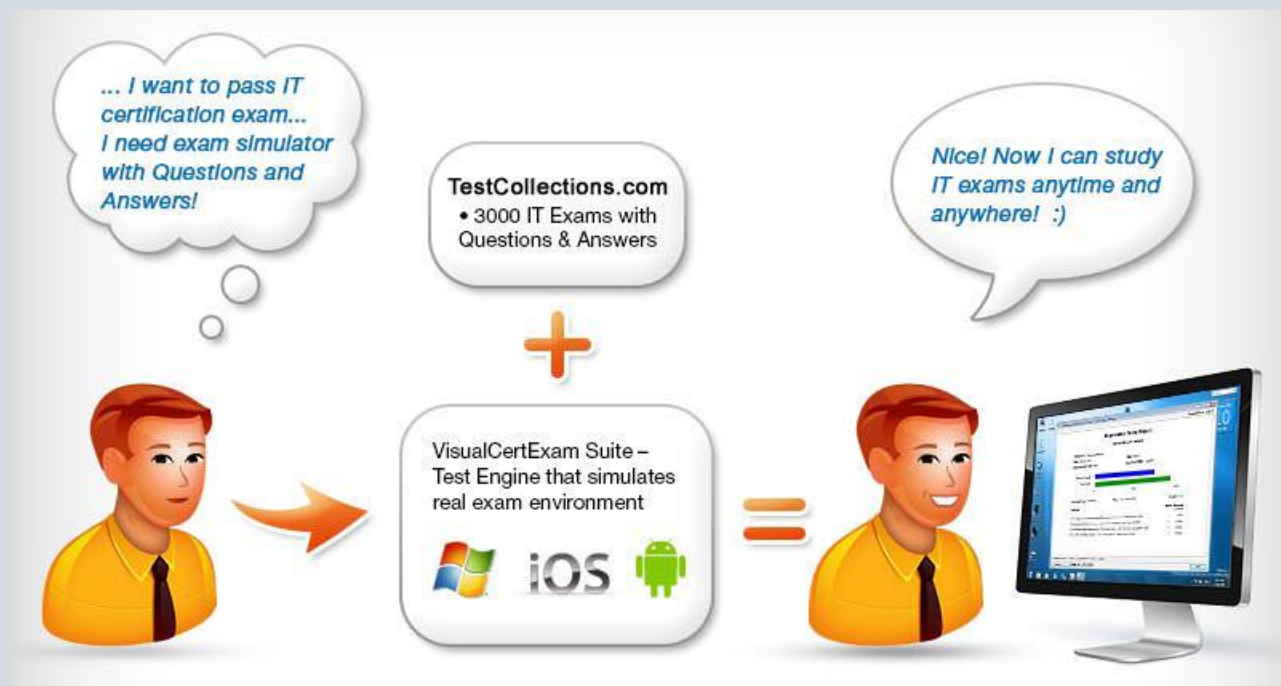 ... I want to pass IT
certification exam...
I need exam simulator
with Questions and
Answers!
TestCollections.com
• 3000 IT Exams with
Questions & Answers
VisualCertExam Suite –
Test Engine that simulates
real exam environment
iOS
Nice! Now I can study
IT exams anytime and
anywhere! :)